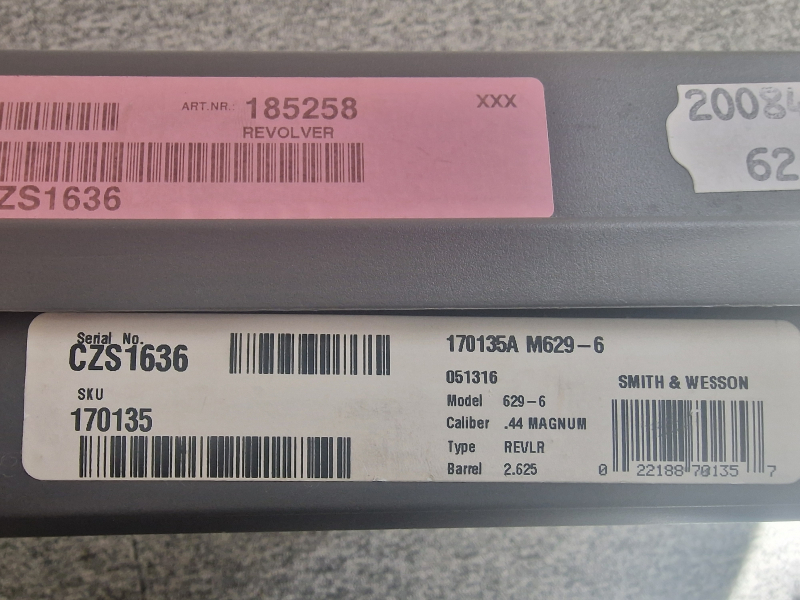 ART.NR.: 185258
XXX
REVOLVER
ZS1636
20084
62
Serial No.
CZS1636
SKU
170135
170135A M629-6
051316
Model 629-6
Caliber .44 MAGNUM
Type REVLR
Barrel 2.625
SMITH & WESSON
0 22188 70135 7